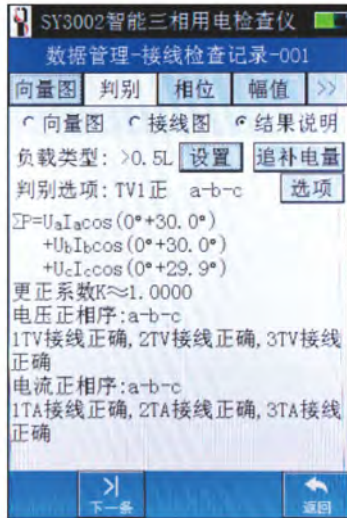 SY3002智能三相用电检查仪
数据管理-接线检查记录-001
向量图 判别 相位 幅值 >>
向量图 接线图 结果说明
负载类型: >0.5L 设置 追补电量
判别选项: TV1正 a-b-c 选项
ΣP=UaIacos(0°+30.0°)
+UbIbcos(0°+30.0°)
+UcIccos(0°+29.9°)
更正系数K≈1.0000
电压正相序:a-b-c
1TV接线正确,2TV接线正确,3TV接线
正确
电流正相序:a-b-c
1TA接线正确,2TA接线正确,3TA接线
正确
下一条 返回